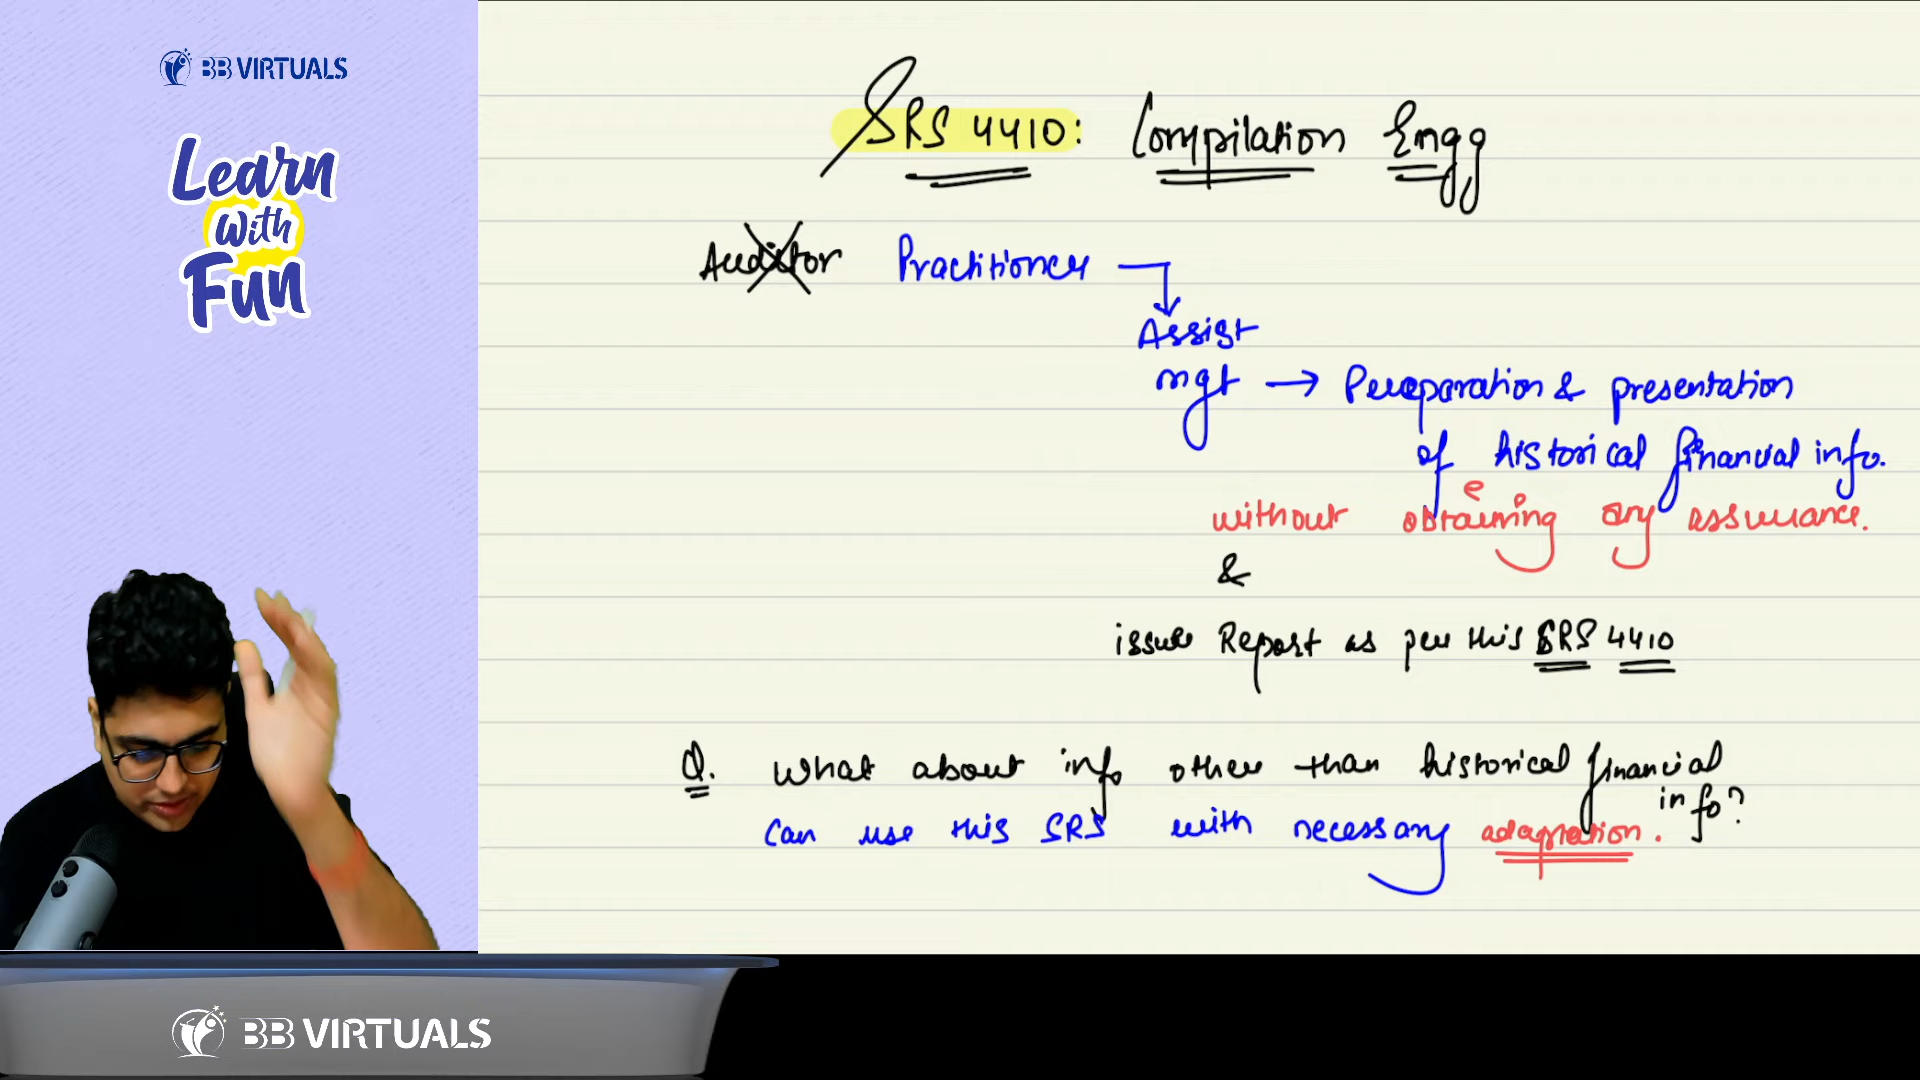 BB VIRTUALS
Learn
With
Fun
SRS 4410: Compilation Engg
Auditor Practitioner
Assist
mgt → Preparation & presentation
of historical financial info.
without obtaining any assurance.
&
issue Report as per this SRS 4410
Q. What about info other than historical financial
info?
Can use this SRS with necessary adaptation.
BB VIRTUALS